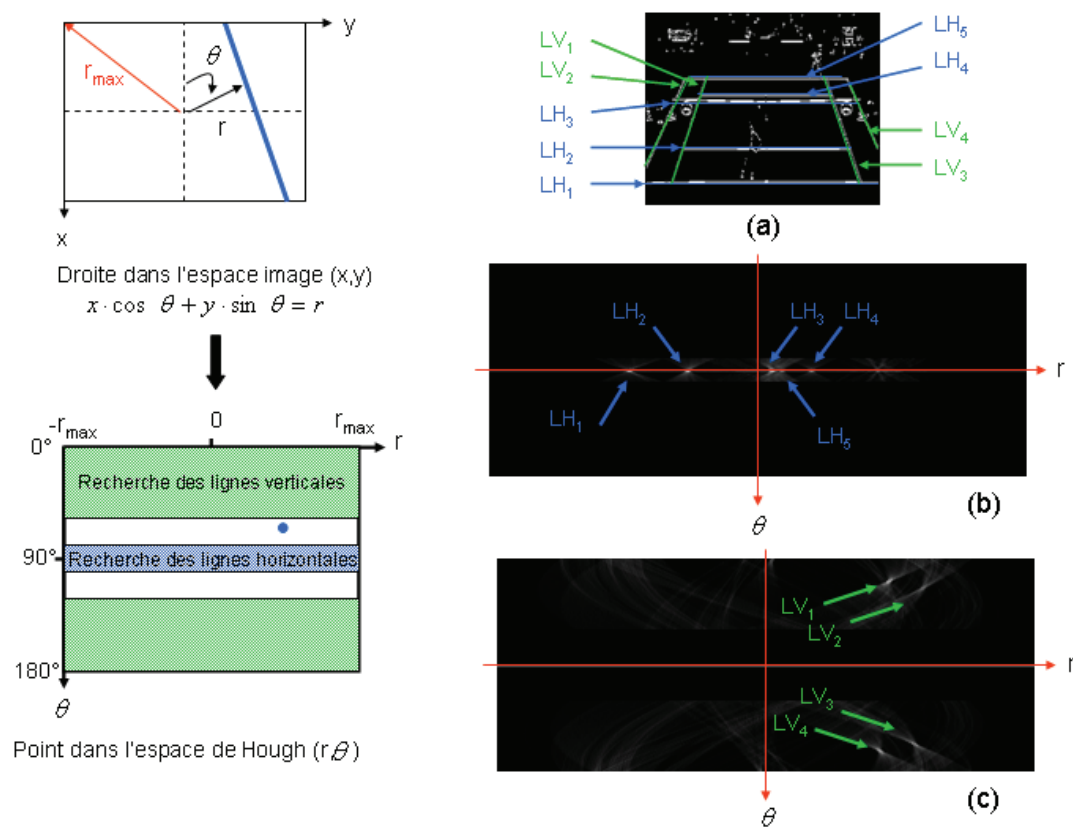 y
θ
r_max
r
x
Droite dans l'espace image (x,y)
x · cos θ + y · sin θ = r
-r_max
0
r_max
r
0°
Recherche des lignes verticales
90°
Recherche des lignes horizontales
180°
θ
Point dans l'espace de Hough (r,θ)
LV₁
LV₂
LH₃
LH₂
LH₁
LH₅
LH₄
LV₄
LV₃
(a)
LH₂
LH₃
LH₄
r
LH₁
LH₅
θ
(b)
LV₁
LV₂
r
LV₃
LV₄
θ
(c)